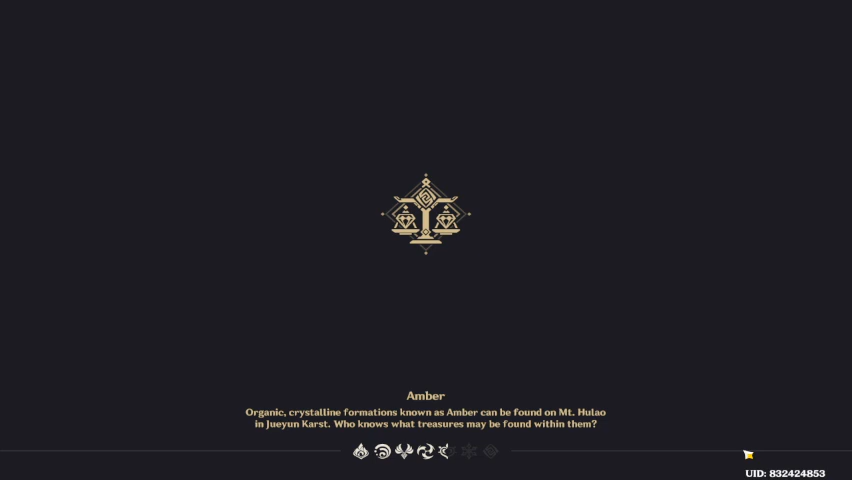 Amber
Organic, crystalline formations known as Amber can be found on Mt. Hulao
in Jueyun Karst. Who knows what treasures may be found within them?
UID: 832424853